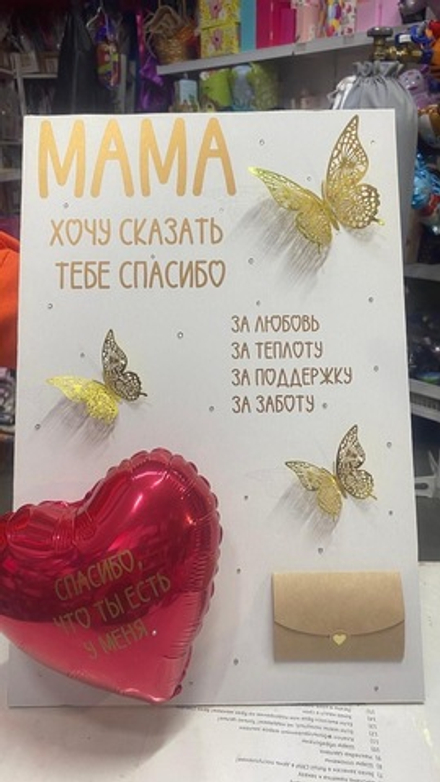 МАМА
ХОЧУ СКАЗАТЬ
ТЕБЕ СПАСИБО
ЗА ЛЮБОВЬ
ЗА ТЕПЛОТУ
ЗА ПОДДЕРЖКУ
ЗА ЗАБОТУ
СПАСИБО,
ЧТО ТЫ ЕСТЬ
У МЕНЯ